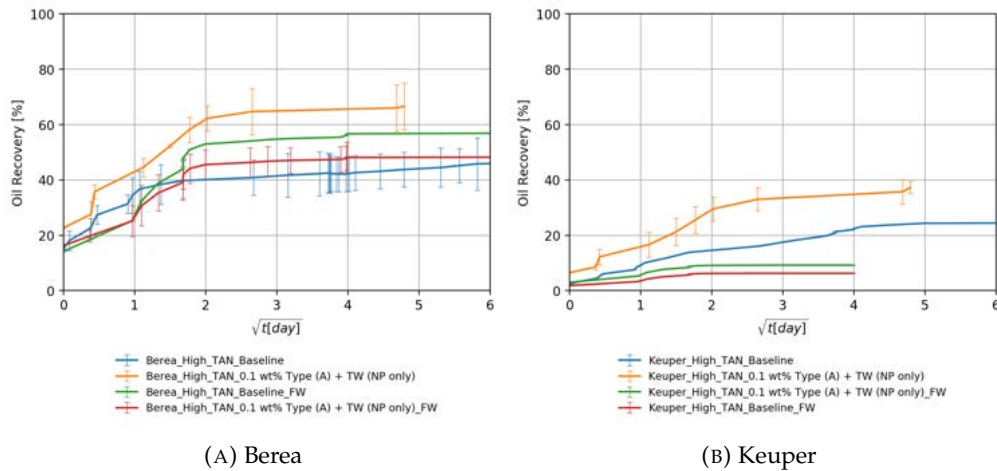 100
80
60
40
20
0
Oil Recovery [%]
0 1 2 3 4 5 6
√t[day]
Berea_High_TAN_Baseline
Berea_High_TAN_0.1 wt% Type (A) + TW (NP only)
Berea_High_TAN_Baseline_FW
Berea_High_TAN_0.1 wt% Type (A) + TW (NP only)_FW
(A) Berea
100
80
60
40
20
0
Oil Recovery [%]
0 1 2 3 4 5 6
√t[day]
Keuper_High_TAN_Baseline
Keuper_High_TAN_0.1 wt% Type (A) + TW (NP only)
Keuper_High_TAN_0.1 wt% Type (A) + TW (NP only)_FW
Keuper_High_TAN_Baseline_FW
(B) Keuper